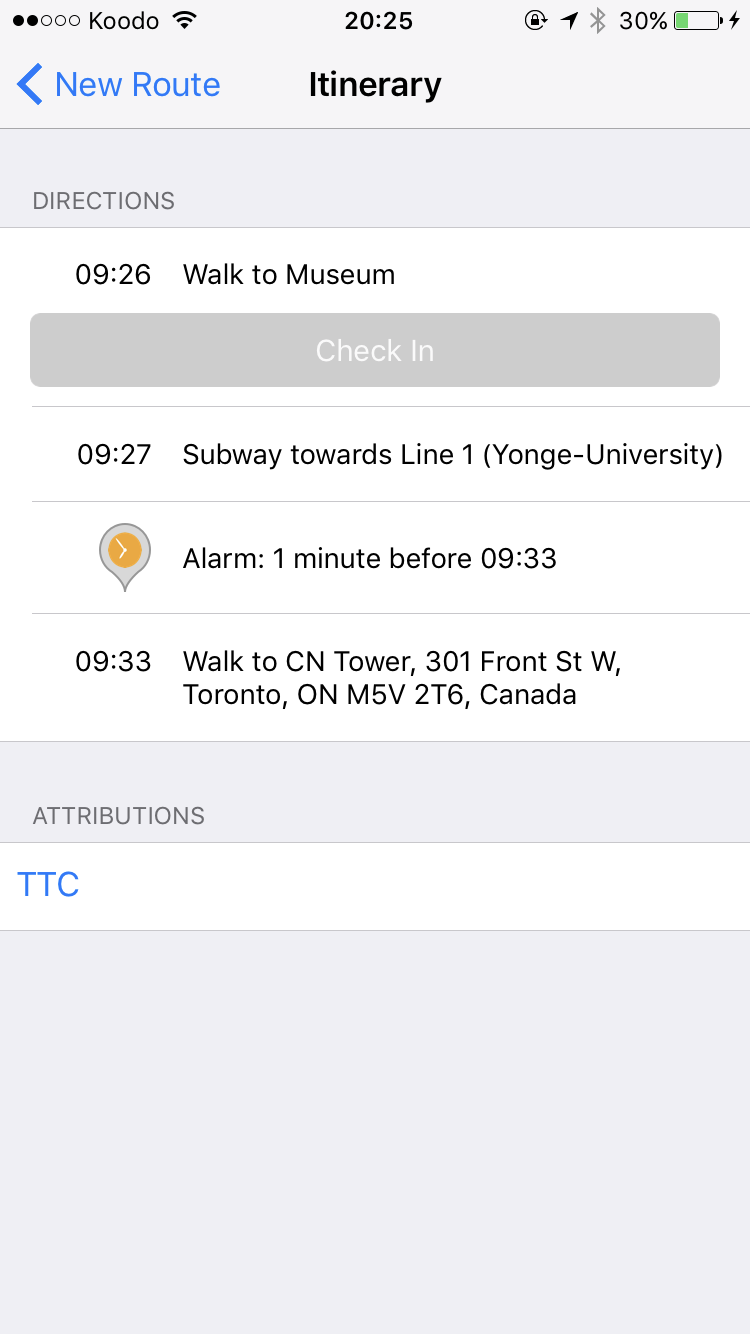 Koodo 20:25 30%
New Route Itinerary
DIRECTIONS
09:26 Walk to Museum
Check In
09:27 Subway towards Line 1 (Yonge-University)
Alarm: 1 minute before 09:33
09:33 Walk to CN Tower, 301 Front St W,
Toronto, ON M5V 2T6, Canada
ATTRIBUTIONS
TTC